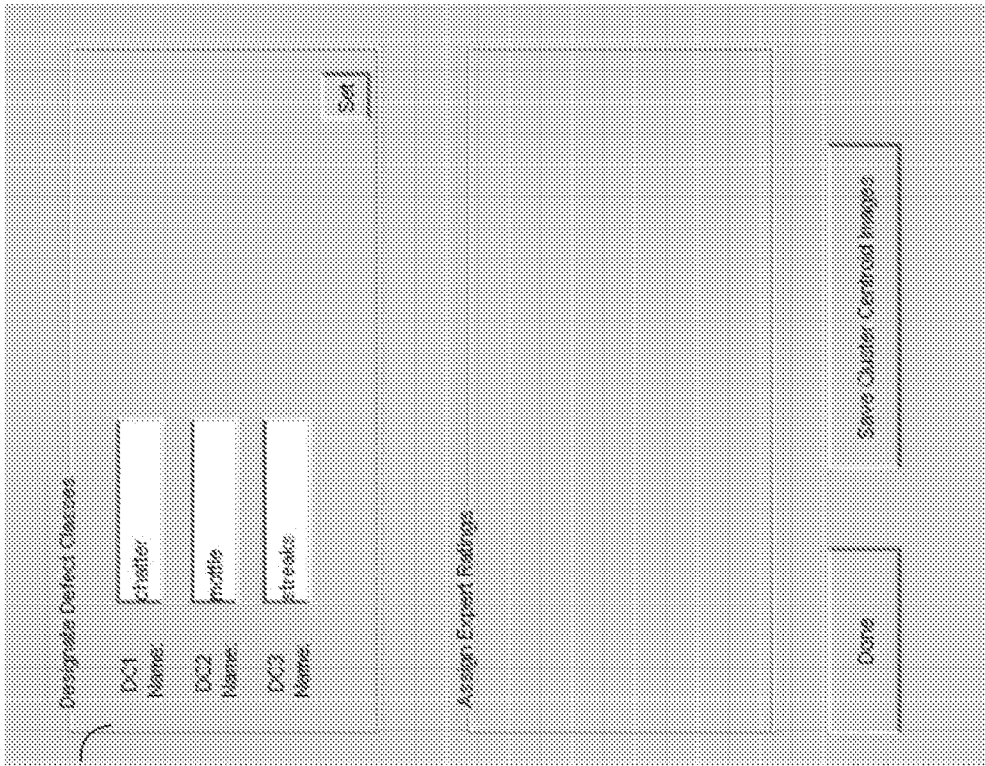 Designate Defect Classes
DC1
Name:
chatter
DC2
Name:
mottle
DC3
Name:
streaks
Set
Assign Expert Ratings
Done
Save Cluster Centroid Images